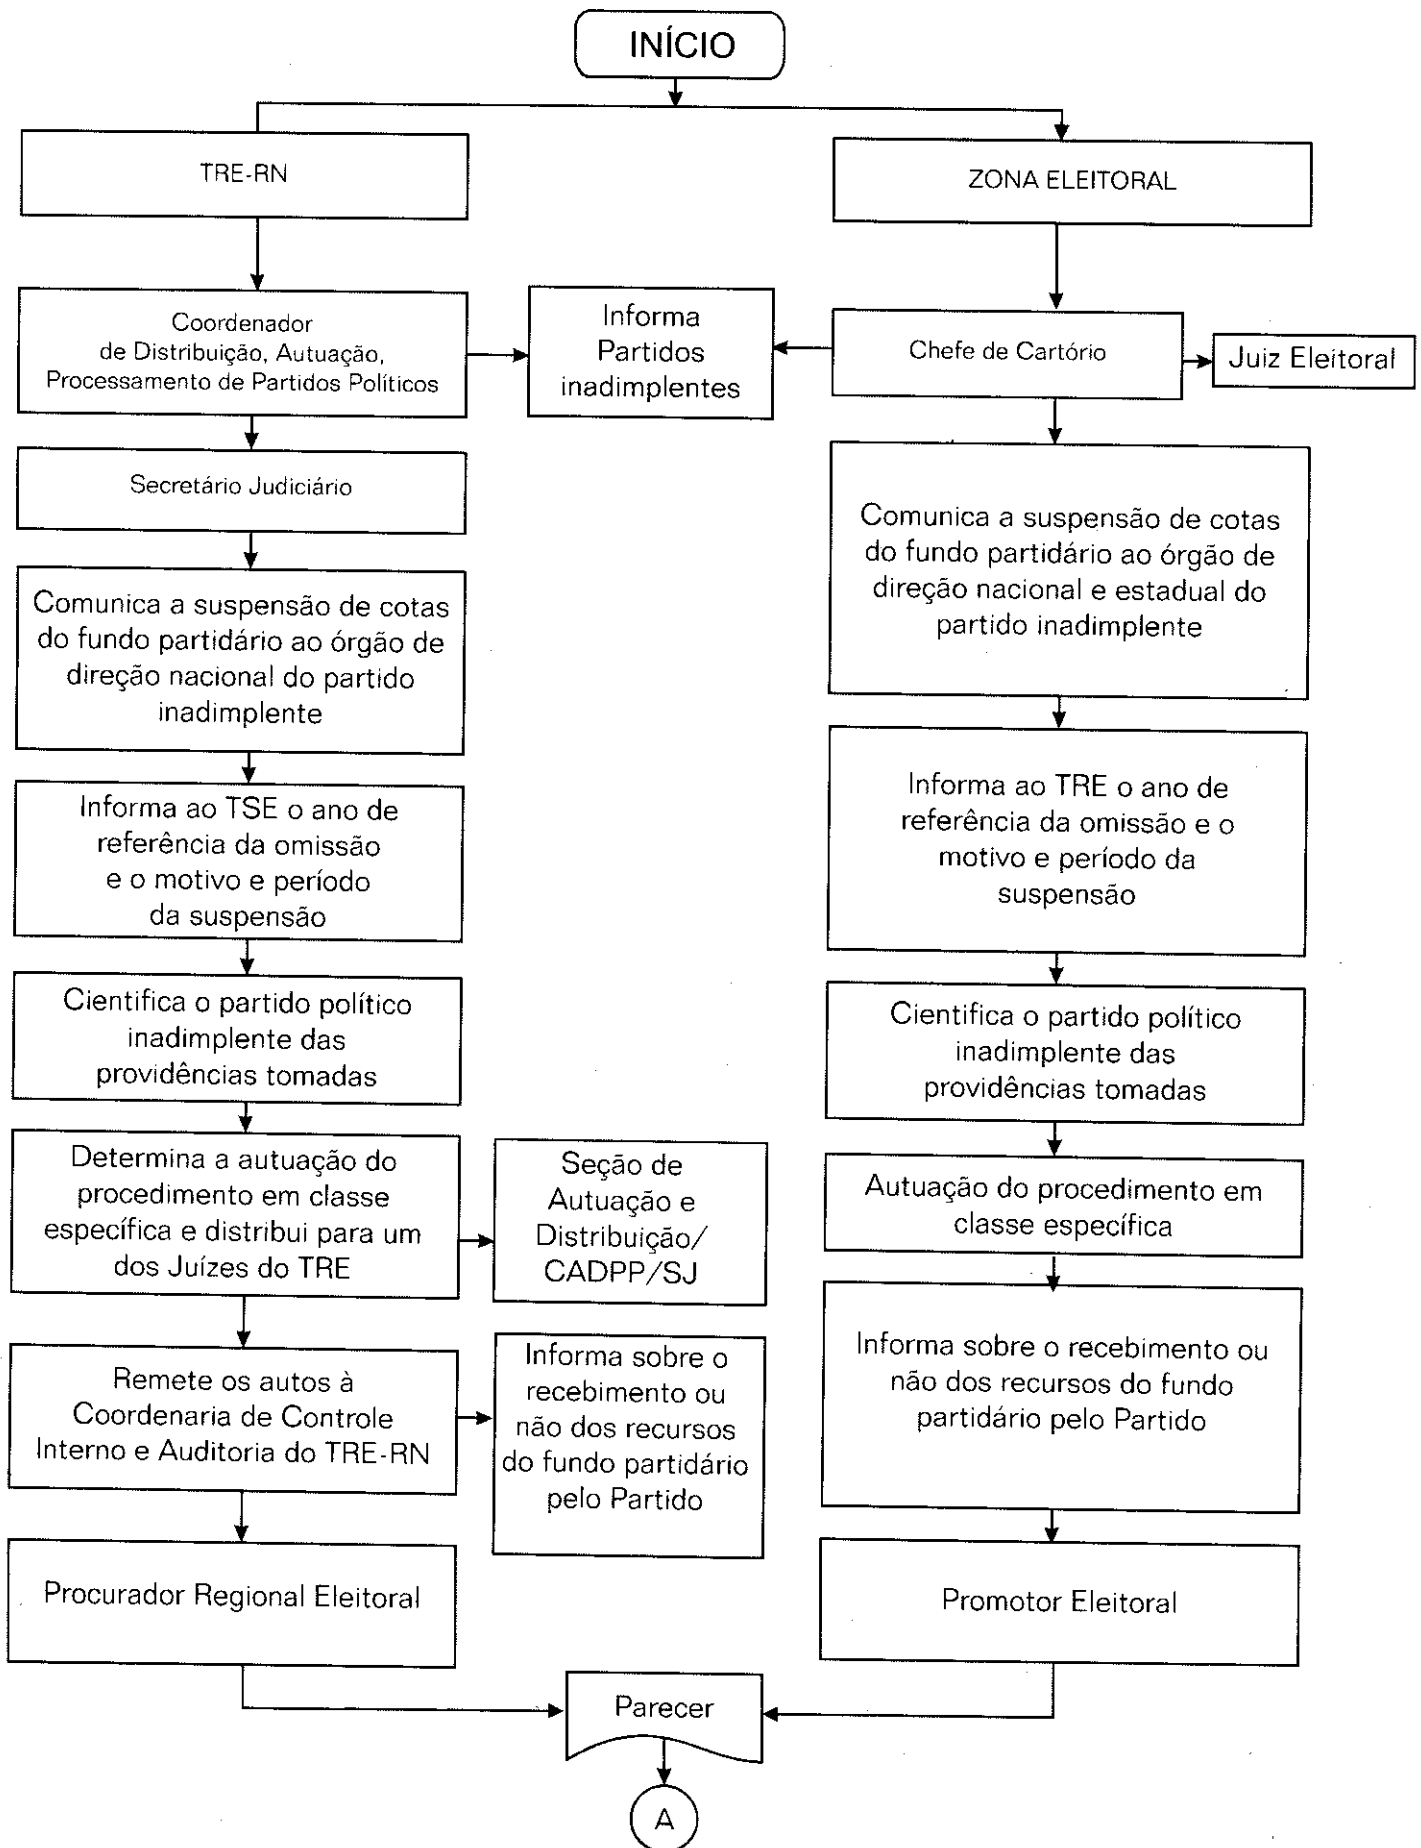 INÍCIO
TRE-RN
ZONA ELEITORAL
Coordenador
de Distribuição, Autuação,
Processamento de Partidos Políticos
Informa
Partidos
inadimplentes
Chefe de Cartório
Juiz Eleitoral
Secretário Judiciário
Comunica a suspensão de cotas
do fundo partidário ao órgão de
direção nacional e estadual do
partido inadimplente
Comunica a suspensão de cotas
do fundo partidário ao órgão de
direção nacional do partido
inadimplente
Informa ao TRE o ano de
referência da omissão e o
motivo e período da
suspensão
Informa ao TSE o ano de
referência da omissão
e o motivo e período
da suspensão
Cientifica o partido político
inadimplente das
providências tomadas
Cientifica o partido político
inadimplente das
providências tomadas
Determina a autuação do
procedimento em classe
específica e distribui para um
dos Juízes do TRE
Seção de
Autuação e
Distribuição/
CADPP/SJ
Autuação do procedimento em
classe específica
Remete os autos à
Coordenaria de Controle
Interno e Auditoria do TRE-RN
Informa sobre o
recebimento ou
não dos recursos
do fundo partidário
pelo Partido
Informa sobre o recebimento ou
não dos recursos do fundo
partidário pelo Partido
Procurador Regional Eleitoral
Promotor Eleitoral
Parecer
A